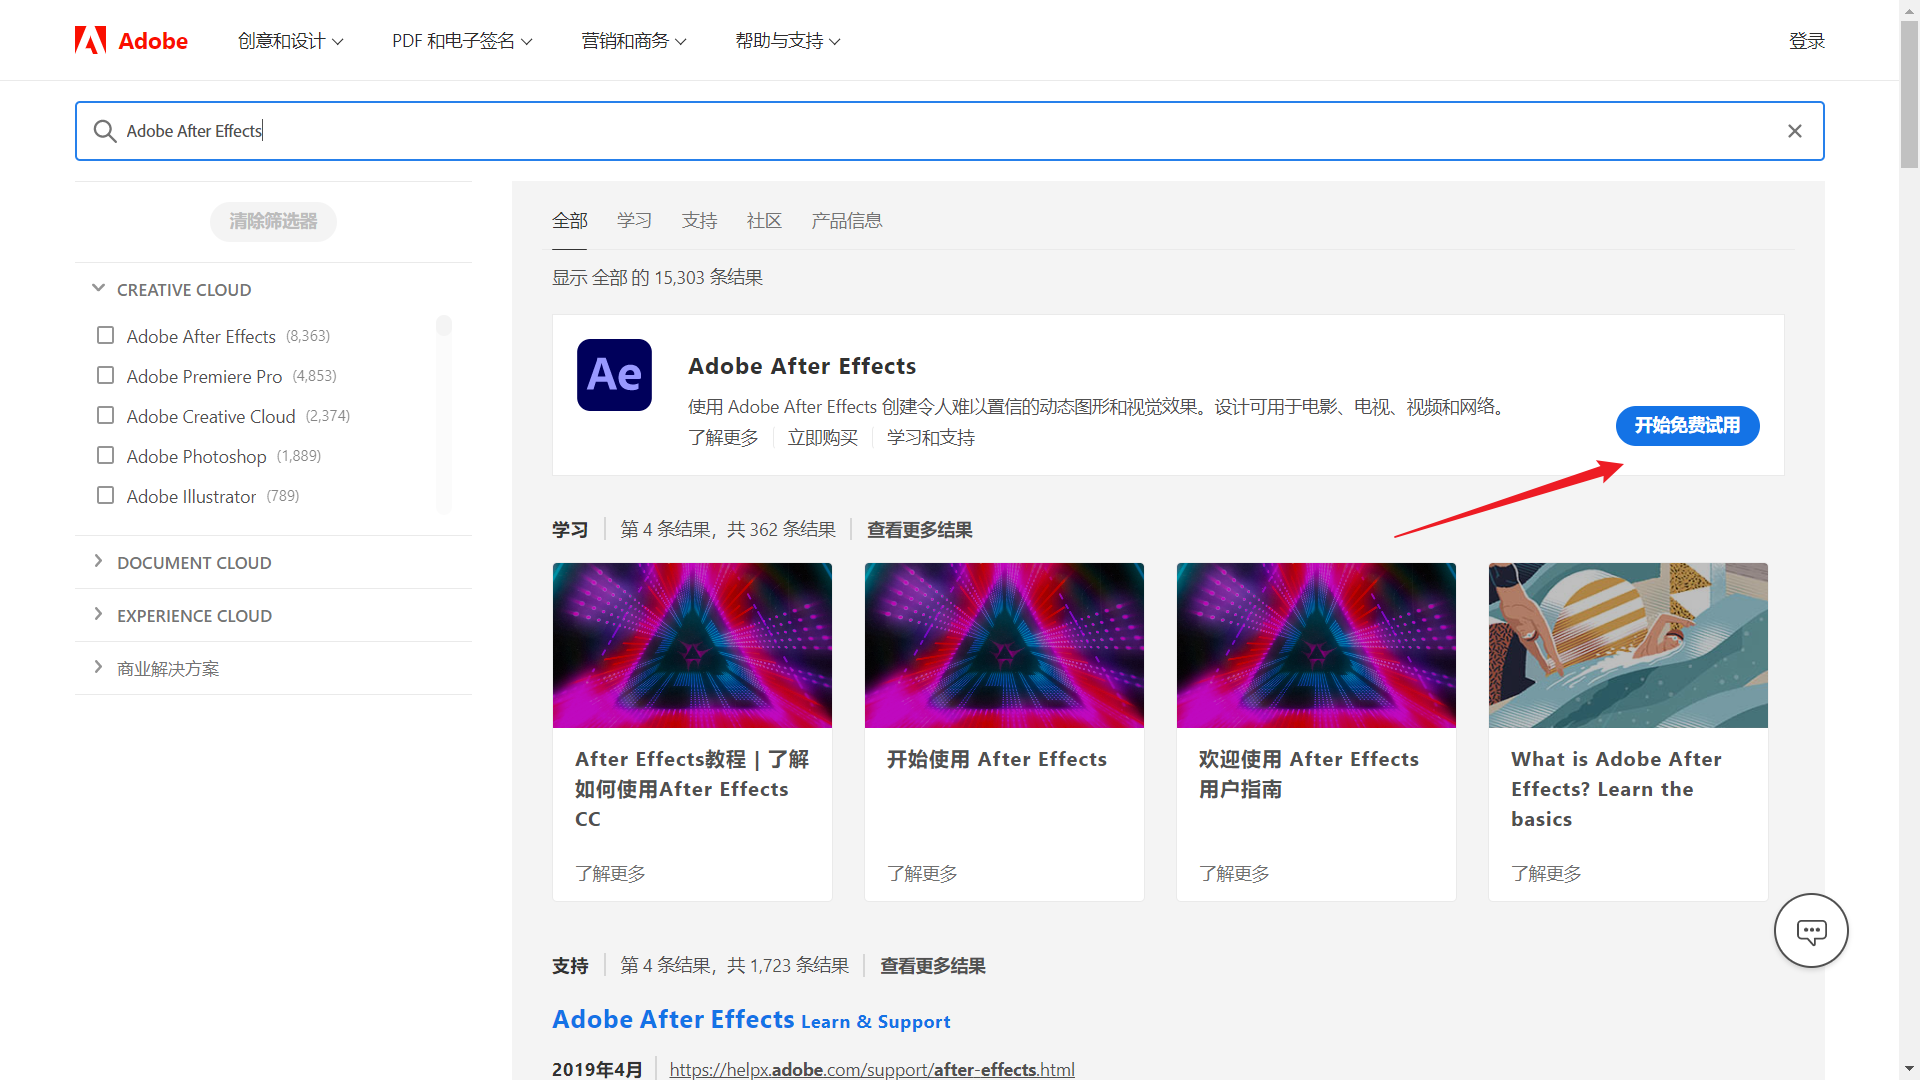 Adobe
创意和设计
PDF 和电子签名
营销和商务
帮助与支持
登录
Adobe After Effects
清除筛选器
CREATIVE CLOUD
Adobe After Effects (8,363)
Adobe Premiere Pro (4,853)
Adobe Creative Cloud (2,374)
Adobe Photoshop (1,889)
Adobe Illustrator (789)
DOCUMENT CLOUD
EXPERIENCE CLOUD
商业解决方案
全部 学习 支持 社区 产品信息
显示 全部 的 15,303 条结果
Ae
Adobe After Effects
使用 Adobe After Effects 创建令人难以置信的动态图形和视觉效果。设计可用于电影、电视、视频和网络。
了解更多 立即购买 学习和支持
开始免费试用
学习 第 4 条结果，共 362 条结果 查看更多结果
After Effects教程 | 了解
如何使用After Effects
CC
了解更多
开始使用 After Effects
了解更多
欢迎使用 After Effects
用户指南
了解更多
What is Adobe After
Effects? Learn the
basics
了解更多
支持 第 4 条结果，共 1,723 条结果 查看更多结果
Adobe After Effects Learn & Support
2019年4月 https://helpx.adobe.com/support/after-effects.html